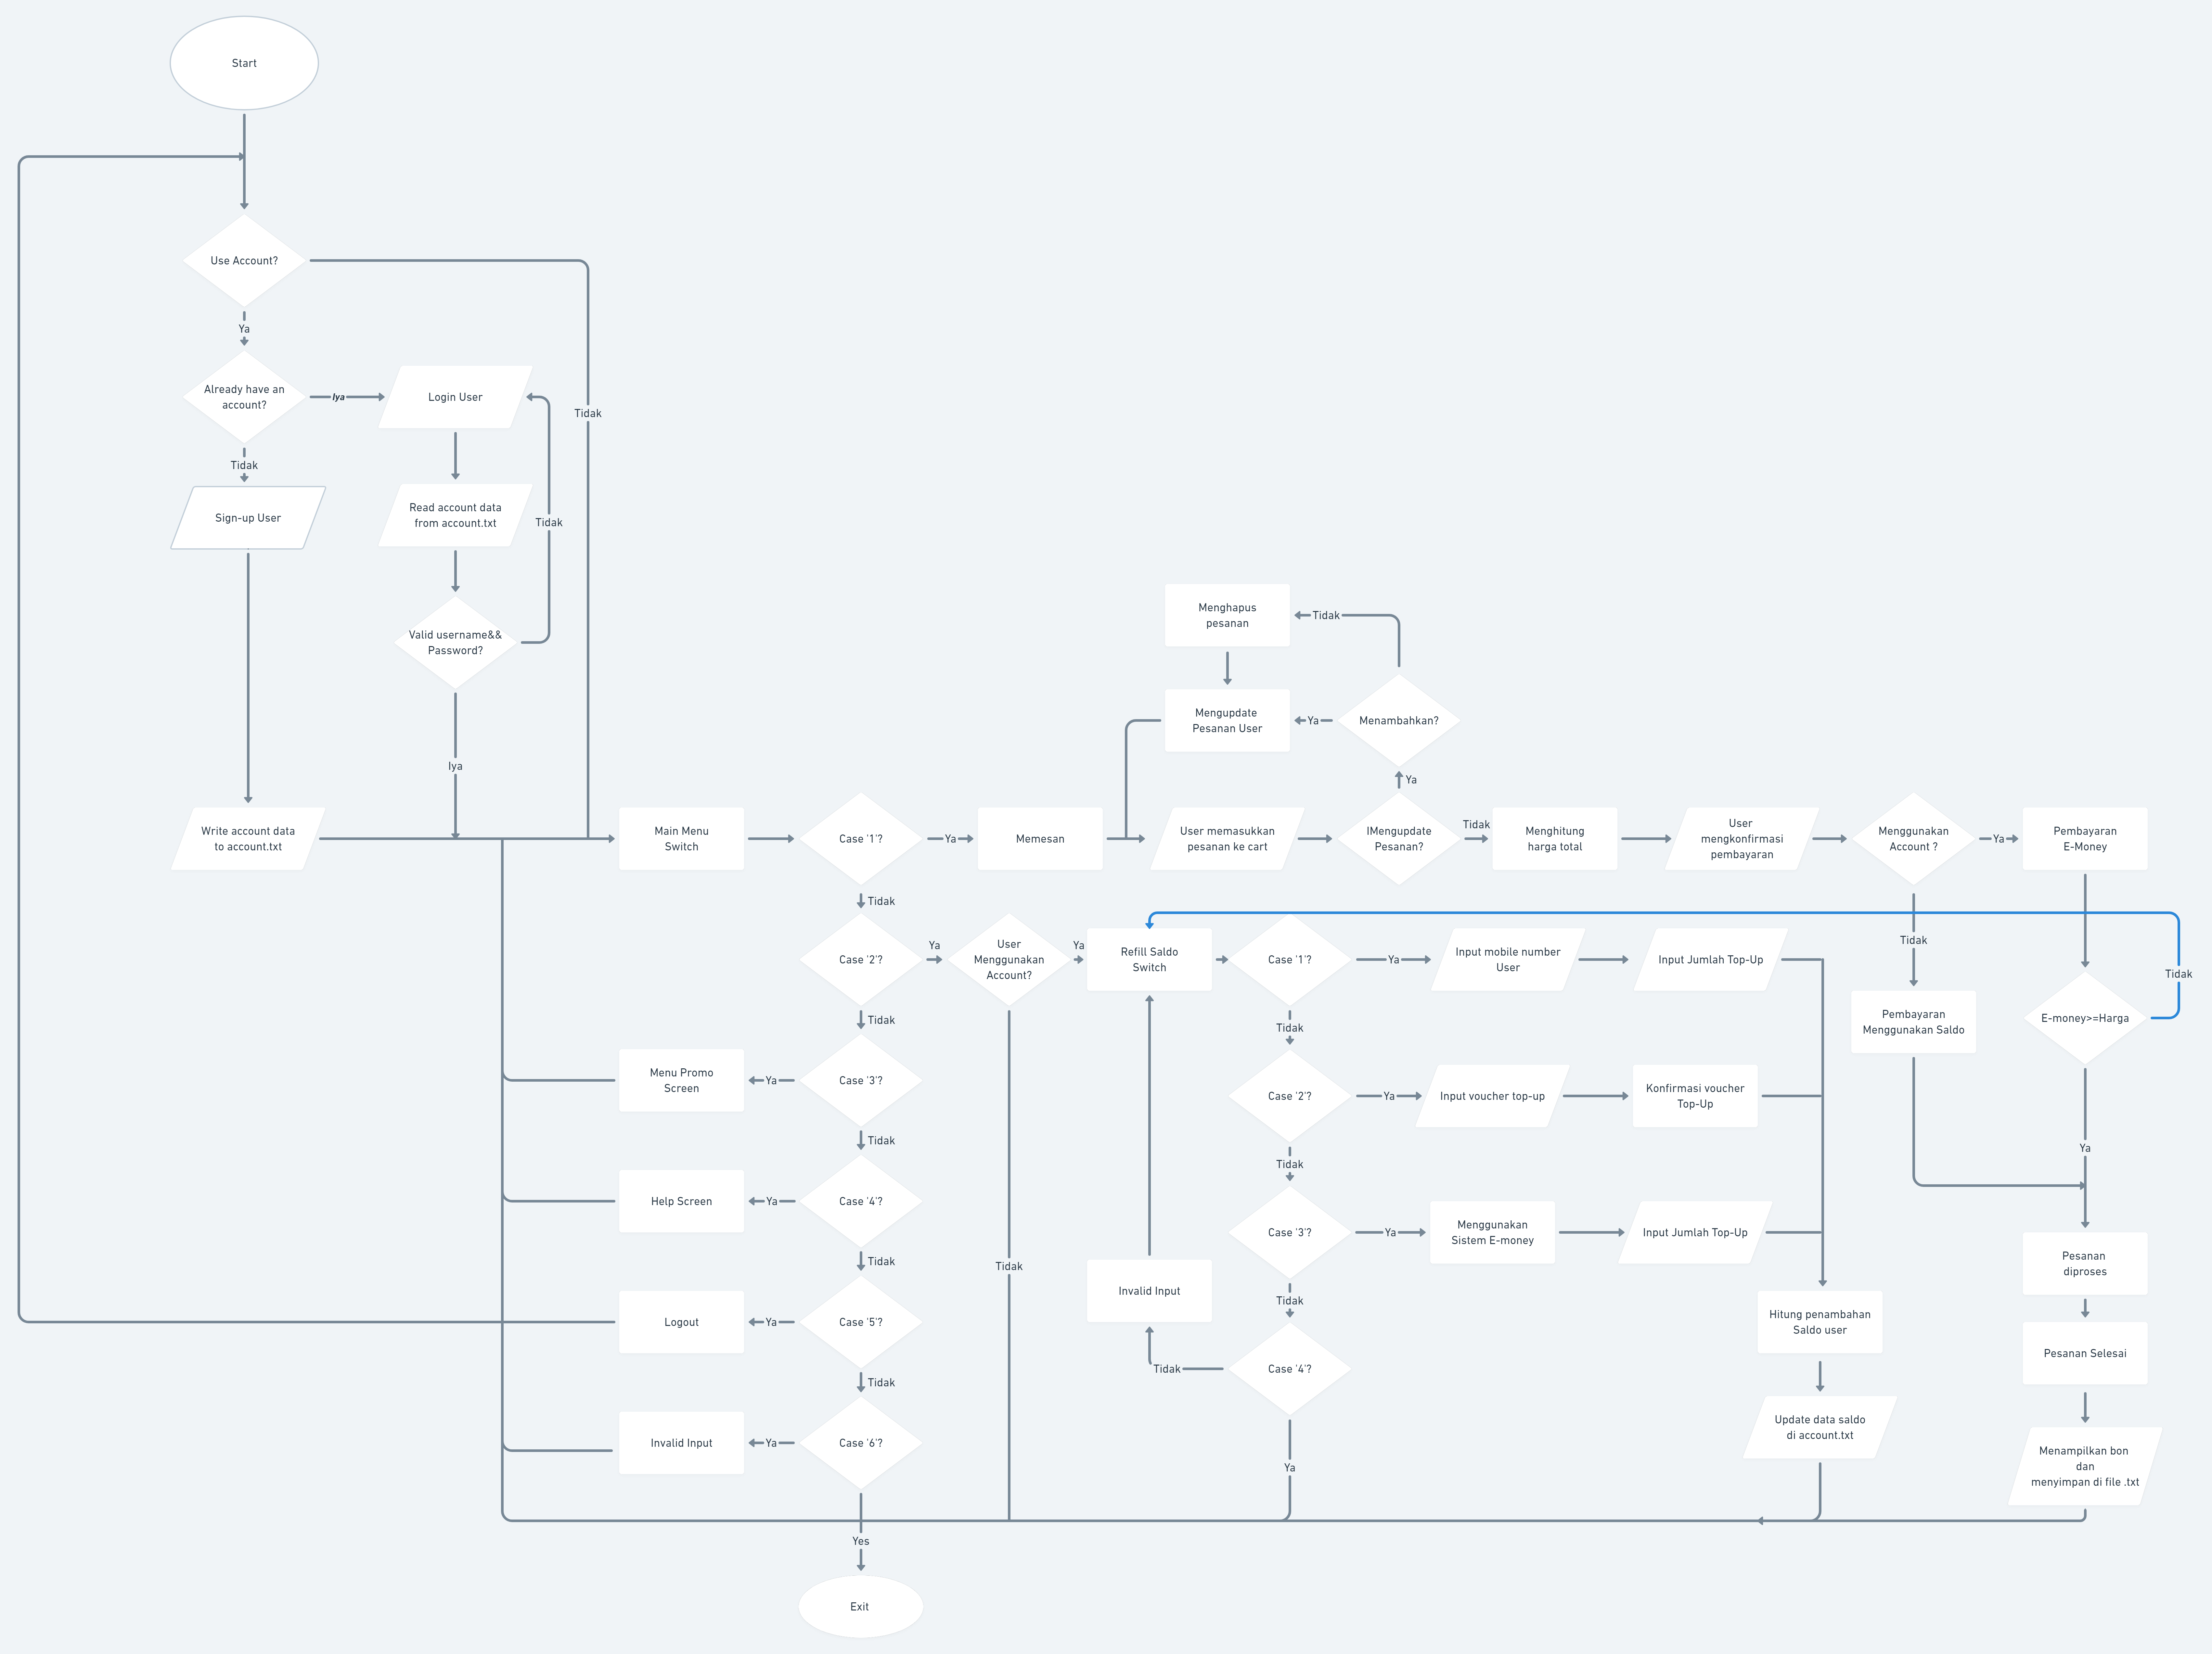 Start
Use Account?
Ya
Tidak
Already have an
account?
Iya
Login User
Tidak
Sign-up User
Read account data
from account.txt
Tidak
Valid username&&
Password?
Iya
Write account data
to account.txt
Main Menu
Switch
Case '1'?
Ya
Memesan
User memasukkan
pesanan ke cart
IMengupdate
Pesanan?
Ya
Menambahkan?
Tidak
Menghapus
pesanan
Ya
Mengupdate
Pesanan User
Tidak
Menghitung
harga total
User
mengkonfirmasi
pembayaran
Menggunakan
Account ?
Ya
Pembayaran
E-Money
Tidak
Pembayaran
Menggunakan Saldo
E-money>=Harga
Tidak
Ya
Pesanan
diproses
Pesanan Selesai
Menampilkan bon
dan
menyimpan di file .txt
Tidak
Case '2'?
Ya
User
Menggunakan
Account?
Ya
Tidak
Refill Saldo
Switch
Case '1'?
Ya
Input mobile number
User
Input Jumlah Top-Up
Tidak
Case '2'?
Ya
Input voucher top-up
Konfirmasi voucher
Top-Up
Tidak
Case '3'?
Ya
Menggunakan
Sistem E-money
Input Jumlah Top-Up
Tidak
Case '4'?
Tidak
Invalid Input
Ya
Hitung penambahan
Saldo user
Update data saldo
di account.txt
Tidak
Case '3'?
Ya
Menu Promo
Screen
Tidak
Case '4'?
Ya
Help Screen
Tidak
Case '5'?
Ya
Logout
Tidak
Case '6'?
Ya
Invalid Input
Yes
Exit